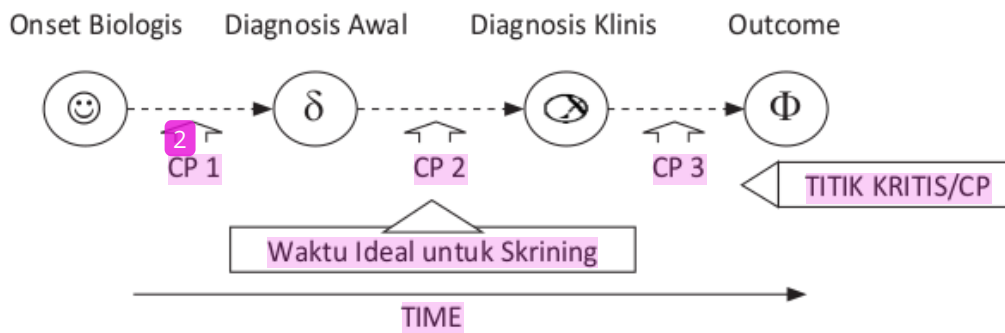 Onset Biologis Diagnosis Awal Diagnosis Klinis Outcome
δ Φ
2
CP 1 CP 2 CP 3
TITIK KRITIS/CP
Waktu Ideal untuk Skrining
TIME